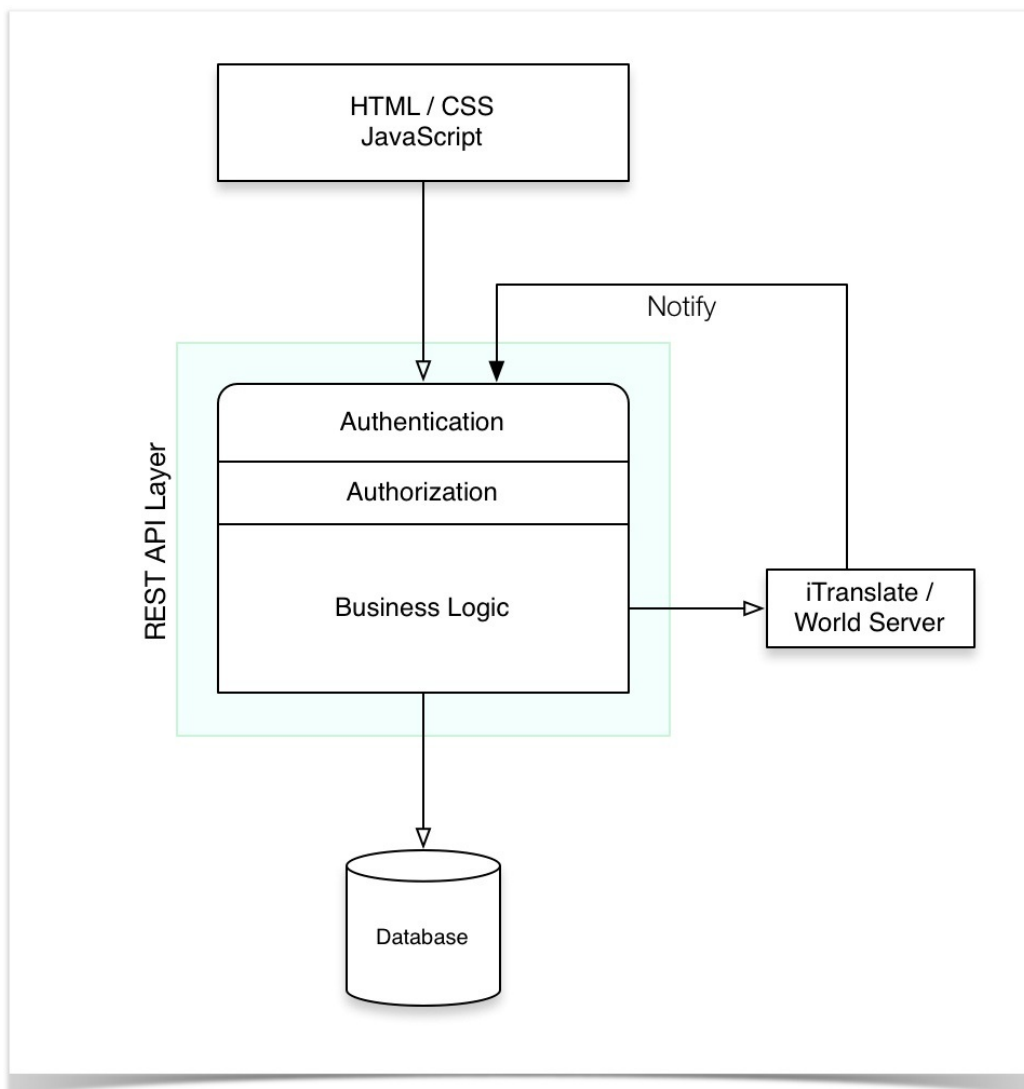 HTML / CSS
JavaScript
Notify
Authentication
Authorization
REST API Layer
Business Logic
iTranslate /
World Server
Database